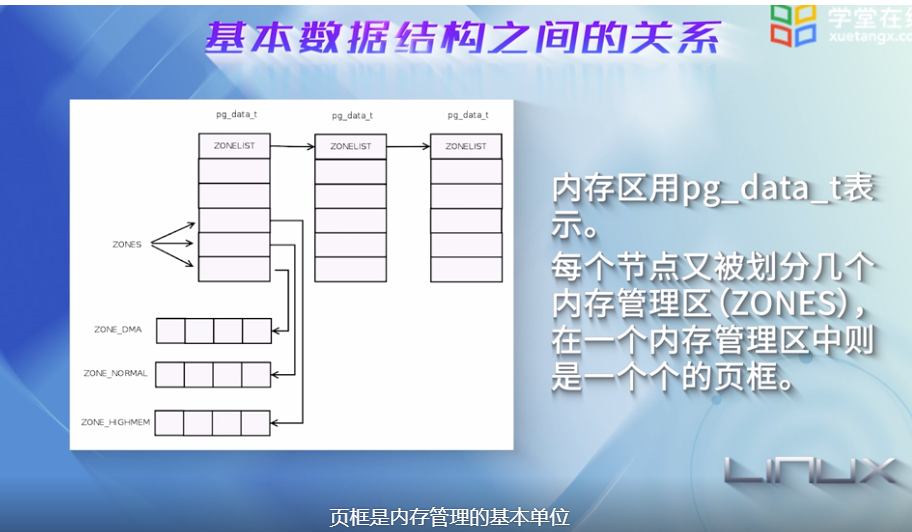 基本数据结构之间的关系
学堂在
xuetangx.co
pg_data_t
pg_data_t
pg_data_t
ZONELIST
ZONELIST
ZONELIST
ZONES
ZONE_DMA
ZONE_NORMAL
ZONE_HIGHMEM
内存区用pg_data_t表
示。
每个节点又被划分几个
内存管理区(ZONES)，
在一个内存管理区中则
是一个个的页框。
LINUX
页框是内存管理的基本单位